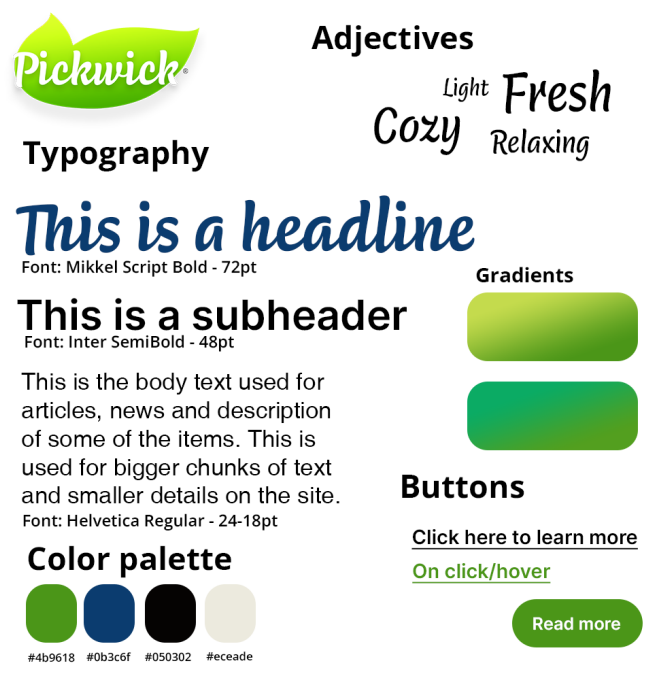 Pickwick®
Adjectives
Light
Fresh
Cozy
Relaxing
Typography
This is a headline
Font: Mikkel Script Bold - 72pt
Gradients
This is a subheader
Font: Inter SemiBold - 48pt
This is the body text used for
articles, news and description
of some of the items. This is
used for bigger chunks of text
and smaller details on the site.
Font: Helvetica Regular - 24-18pt
Buttons
Click here to learn more
On click/hover
Read more
Color palette
#4b9618
#0b3c6f
#050302
#eceade